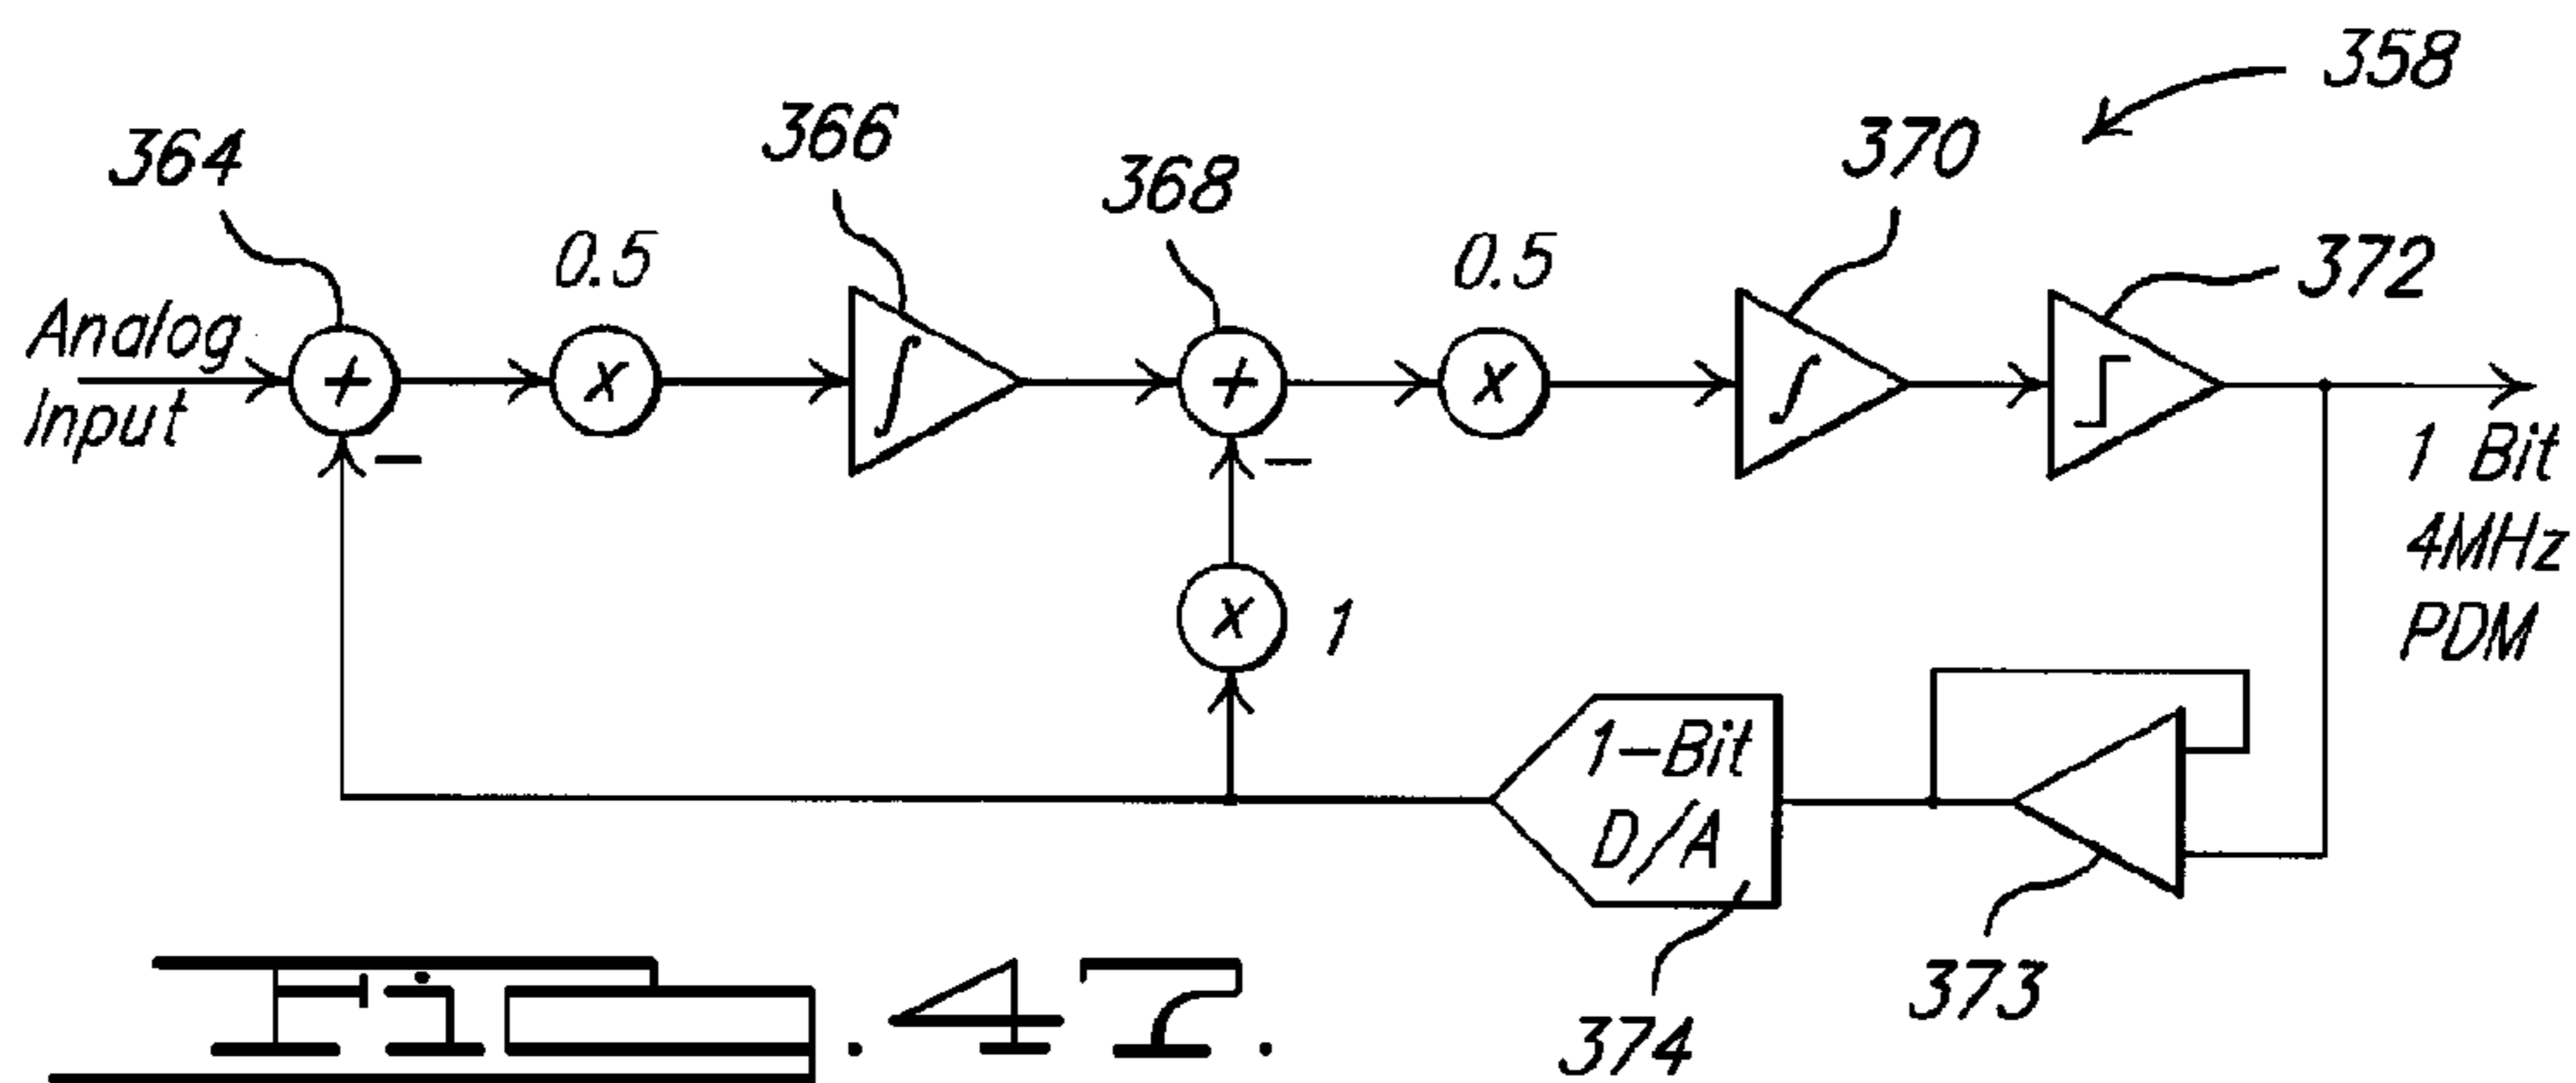 358
364
366
368
370
372
0.5
0.5
Analog
Input
+
x
∫
+
x
∫
-
-
1 Bit
4MHz
PDM
x
1
1-Bit
D/A
373
374
Fig. 47.